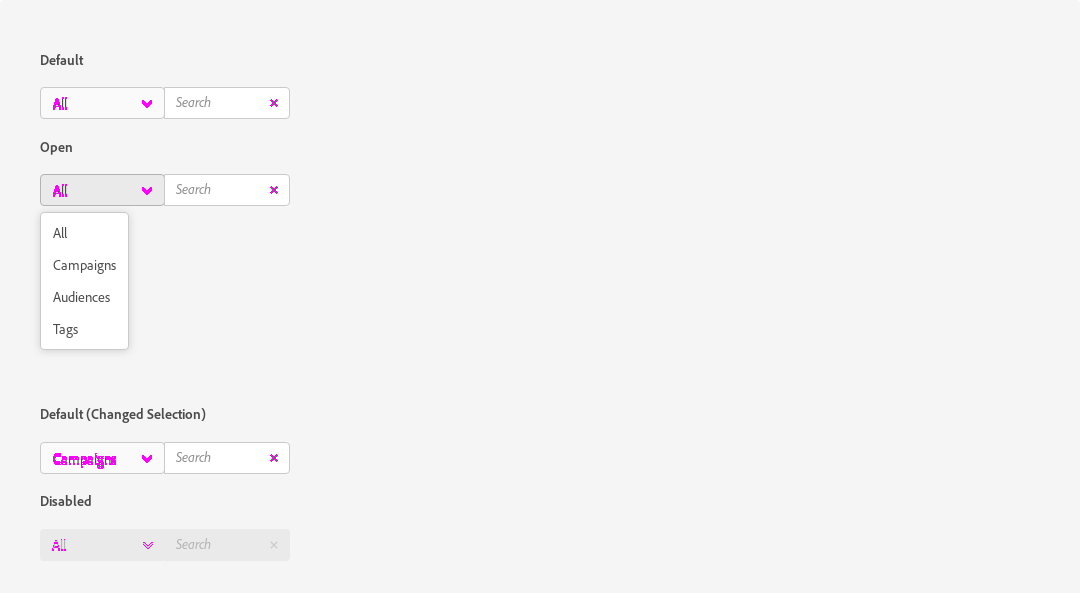 Default
All Search
Open
All Search
All
Campaigns
Audiences
Tags
Default (Changed Selection)
Campaigns Search
Disabled
All Search